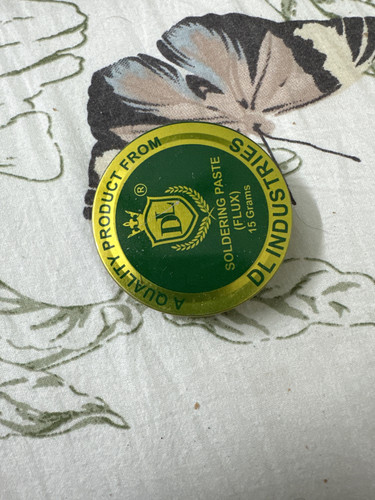 A QUALITY PRODUCT FROM
DL INDUSTRIES
®
DL
SOLDERING PASTE
(FLUX)
15 Grams